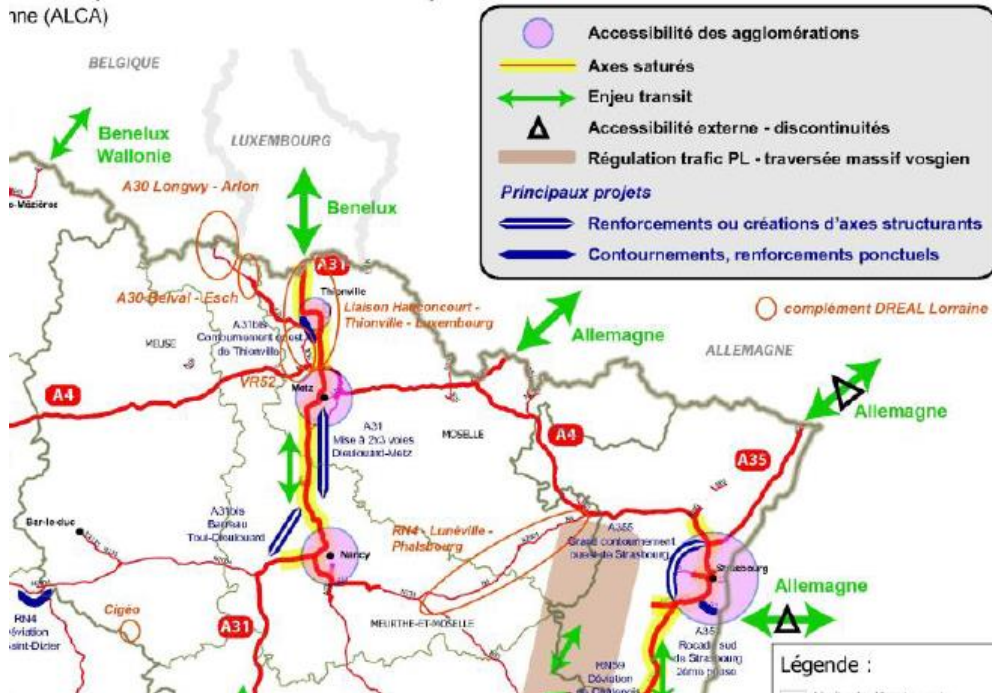 nne (ALCA)
Accessibilité des agglomérations
Axes saturés
Enjeu transit
Accessibilité externe - discontinuités
Régulation trafic PL - traversée massif vosgien
Principaux projets
Renforcements ou créations d'axes structurants
Contournements, renforcements ponctuels
complément DREAL Lorraine
BELGIQUE
LUXEMBOURG
Benelux
Wallonie
A30 Longwy - Arlon
Benelux
A31
Thionville
A30 Belval - Esch
Liaison Hauconcourt -
Thionville - Luxembourg
A31bis
Contournement ouest
de Thionville
MEUSE
VR52
Metz
Allemagne
ALLEMAGNE
Allemagne
A4
A31
Mise à 2x3 voies
Dieulouard-Metz
MOSELLE
A4
A35
A31bis
Barreau
Toul-Dieulouard
Bar-le-duc
Nancy
RN4 - Lunéville -
Phalsbourg
A355
Grand contournement
ouest de Strasbourg
Strasbourg
Allemagne
Cigéo
RN4
Déviation
Saint-Dizier
A31
MEURTHE-ET-MOSELLE
A35
Rocade sud
de Strasbourg
2ème phase
RN59
Déviation
de Châtenois
Légende :